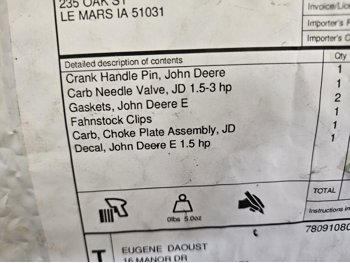 235 OAK ST
LE MARS IA 51031
Invoice/Lic
Importer's
Importer's C
Detailed description of contents Qty
Crank Handle Pin, John Deere 1
Carb Needle Valve, JD 1.5-3 hp 1
Gaskets, John Deere E 2
Fahnstock Clips 1
Carb, Choke Plate Assembly, JD 1
Decal, John Deere E 1.5 hp 1
0lbs 5.0oz
TOTAL
Instructions in
78091080
T
EUGENE DAOUST
16 MANOR DR